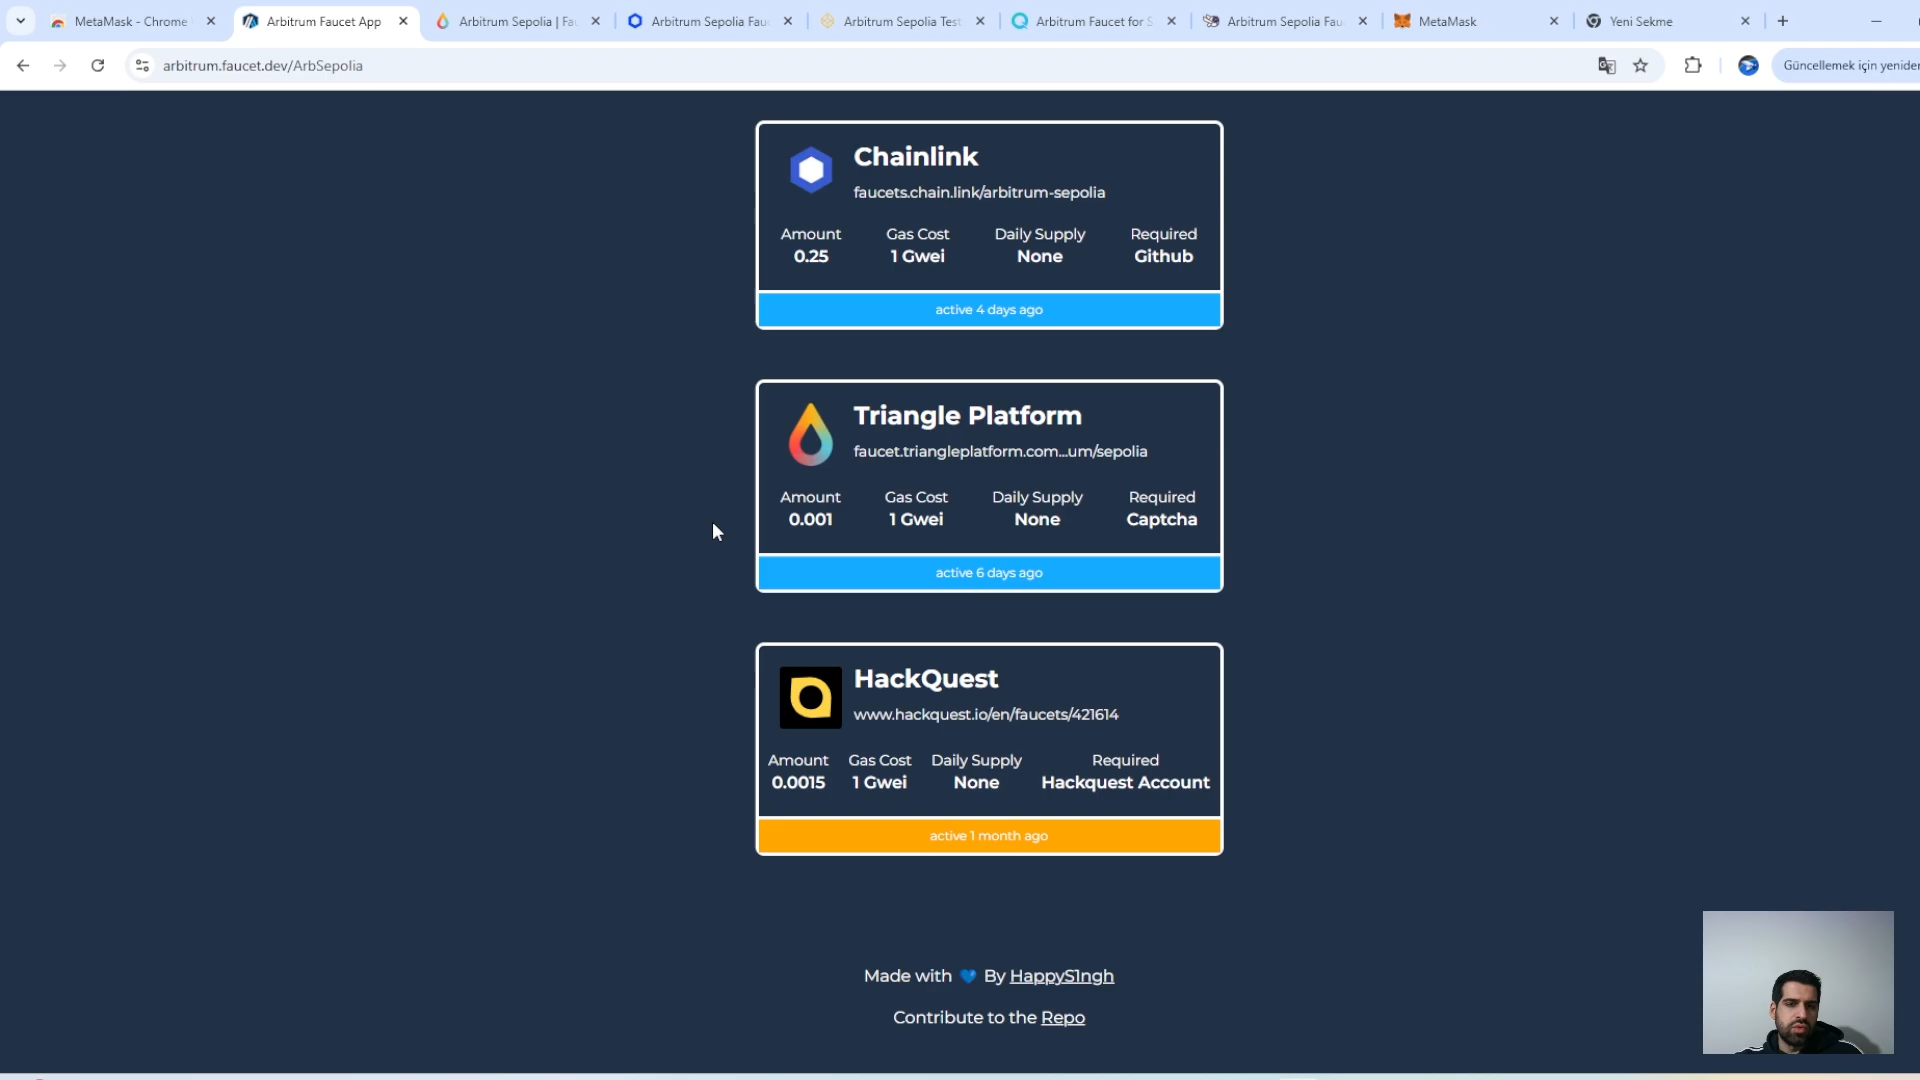 MetaMask - Chrome
Arbitrum Faucet App
Arbitrum Sepolia | Fau
Arbitrum Sepolia Fauc
Arbitrum Sepolia Test
Arbitrum Faucet for S
Arbitrum Sepolia Fauc
MetaMask
Yeni Sekme
arbitrum.faucet.dev/ArbSepolia
Güncellemek için yeniden
Chainlink
faucets.chain.link/arbitrum-sepolia
Amount Gas Cost Daily Supply Required
0.25 1 Gwei None Github
active 4 days ago
Triangle Platform
faucet.triangleplatform.com...um/sepolia
Amount Gas Cost Daily Supply Required
0.001 1 Gwei None Captcha
active 6 days ago
HackQuest
www.hackquest.io/en/faucets/421614
Amount Gas Cost Daily Supply Required
0.0015 1 Gwei None Hackquest Account
active 1 month ago
Made with 💙 By HappyS1ngh
Contribute to the Repo